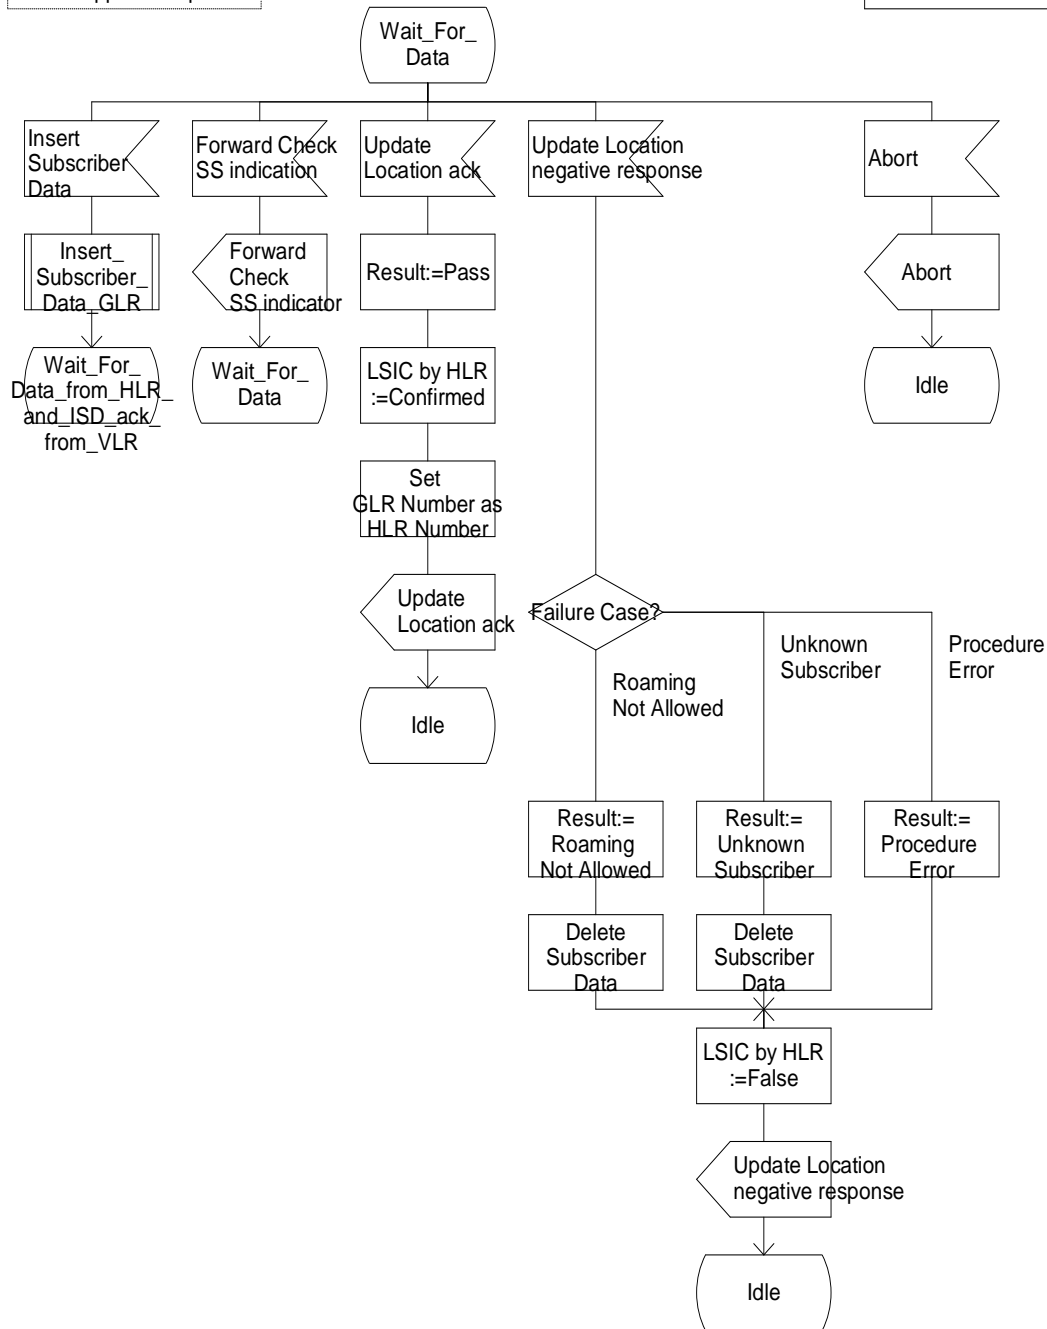 Wait_For_
Data
Insert
Subscriber
Data
Forward Check
SS indication
Update
Location ack
Update Location
negative response
Abort
Insert_
Subscriber_
Data_GLR
Forward
Check
SS indicator
Result:=Pass
Abort
Wait_For_
Data_from_HLR_
and_ISD_ack_
from_VLR
Wait_For_
Data
LSIC by HLR
:=Confirmed
Idle
Set
GLR Number as
HLR Number
Update
Location ack
Failure Case?
Unknown
Subscriber
Procedure
Error
Roaming
Not Allowed
Idle
Result:=
Roaming
Not Allowed
Result:=
Unknown
Subscriber
Result:=
Procedure
Error
Delete
Subscriber
Data
Delete
Subscriber
Data
LSIC by HLR
:=False
Update Location
negative response
Idle